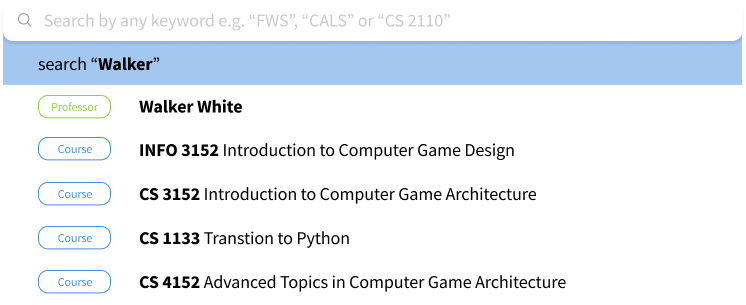 Search by any keyword e.g. “FWS”, “CALS” or “CS 2110”
search “Walker”
Professor Walker White
Course INFO 3152 Introduction to Computer Game Design
Course CS 3152 Introduction to Computer Game Architecture
Course CS 1133 Transtion to Python
Course CS 4152 Advanced Topics in Computer Game Architecture